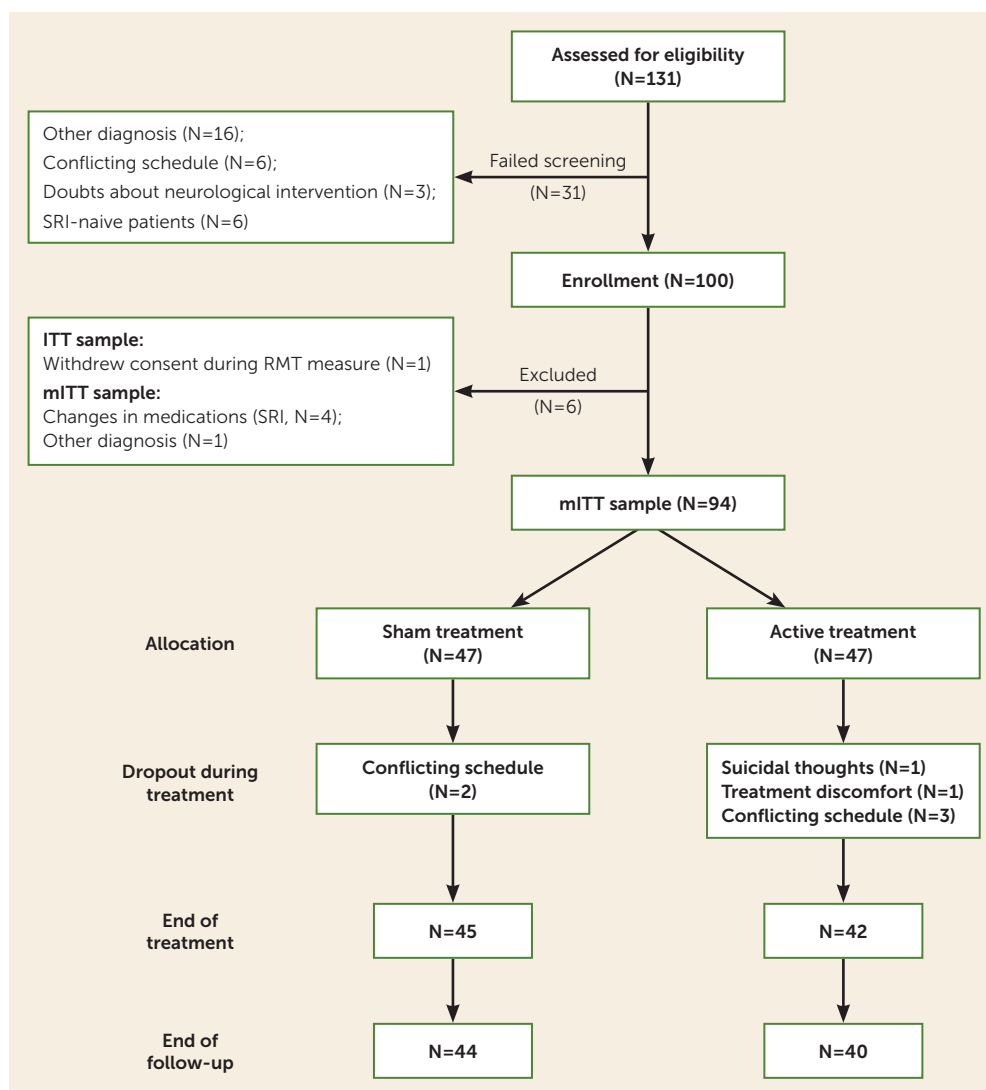 Assessed for eligibility
(N=131)
Other diagnosis (N=16);
Conflicting schedule (N=6);
Doubts about neurological intervention (N=3);
SRI-naive patients (N=6)
Failed screening
(N=31)
Enrollment (N=100)
ITT sample:
Withdrew consent during RMT measure (N=1)
mITT sample:
Changes in medications (SRI, N=4);
Other diagnosis (N=1)
Excluded
(N=6)
mITT sample (N=94)
Allocation
Sham treatment
(N=47)
Active treatment
(N=47)
Dropout during
treatment
Conflicting schedule
(N=2)
Suicidal thoughts (N=1)
Treatment discomfort (N=1)
Conflicting schedule (N=3)
End of
treatment
N=45
N=42
End of
follow-up
N=44
N=40